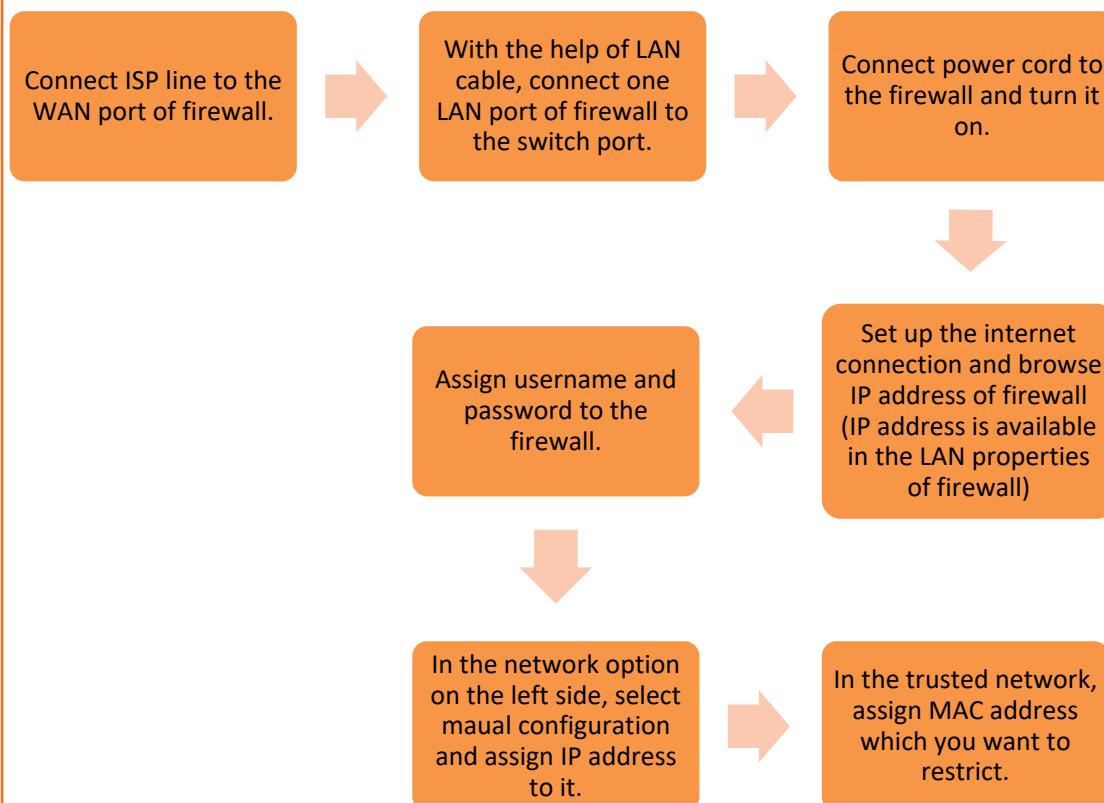 Connect ISP line to the
WAN port of firewall.
With the help of LAN
cable, connect one
LAN port of firewall to
the switch port.
Connect power cord to
the firewall and turn it
on.
Set up the internet
connection and browse
IP address of firewall
(IP address is available
in the LAN properties
of firewall)
Assign username and
password to the
firewall.
In the network option
on the left side, select
maual configuration
and assign IP address
to it.
In the trusted network,
assign MAC address
which you want to
restrict.